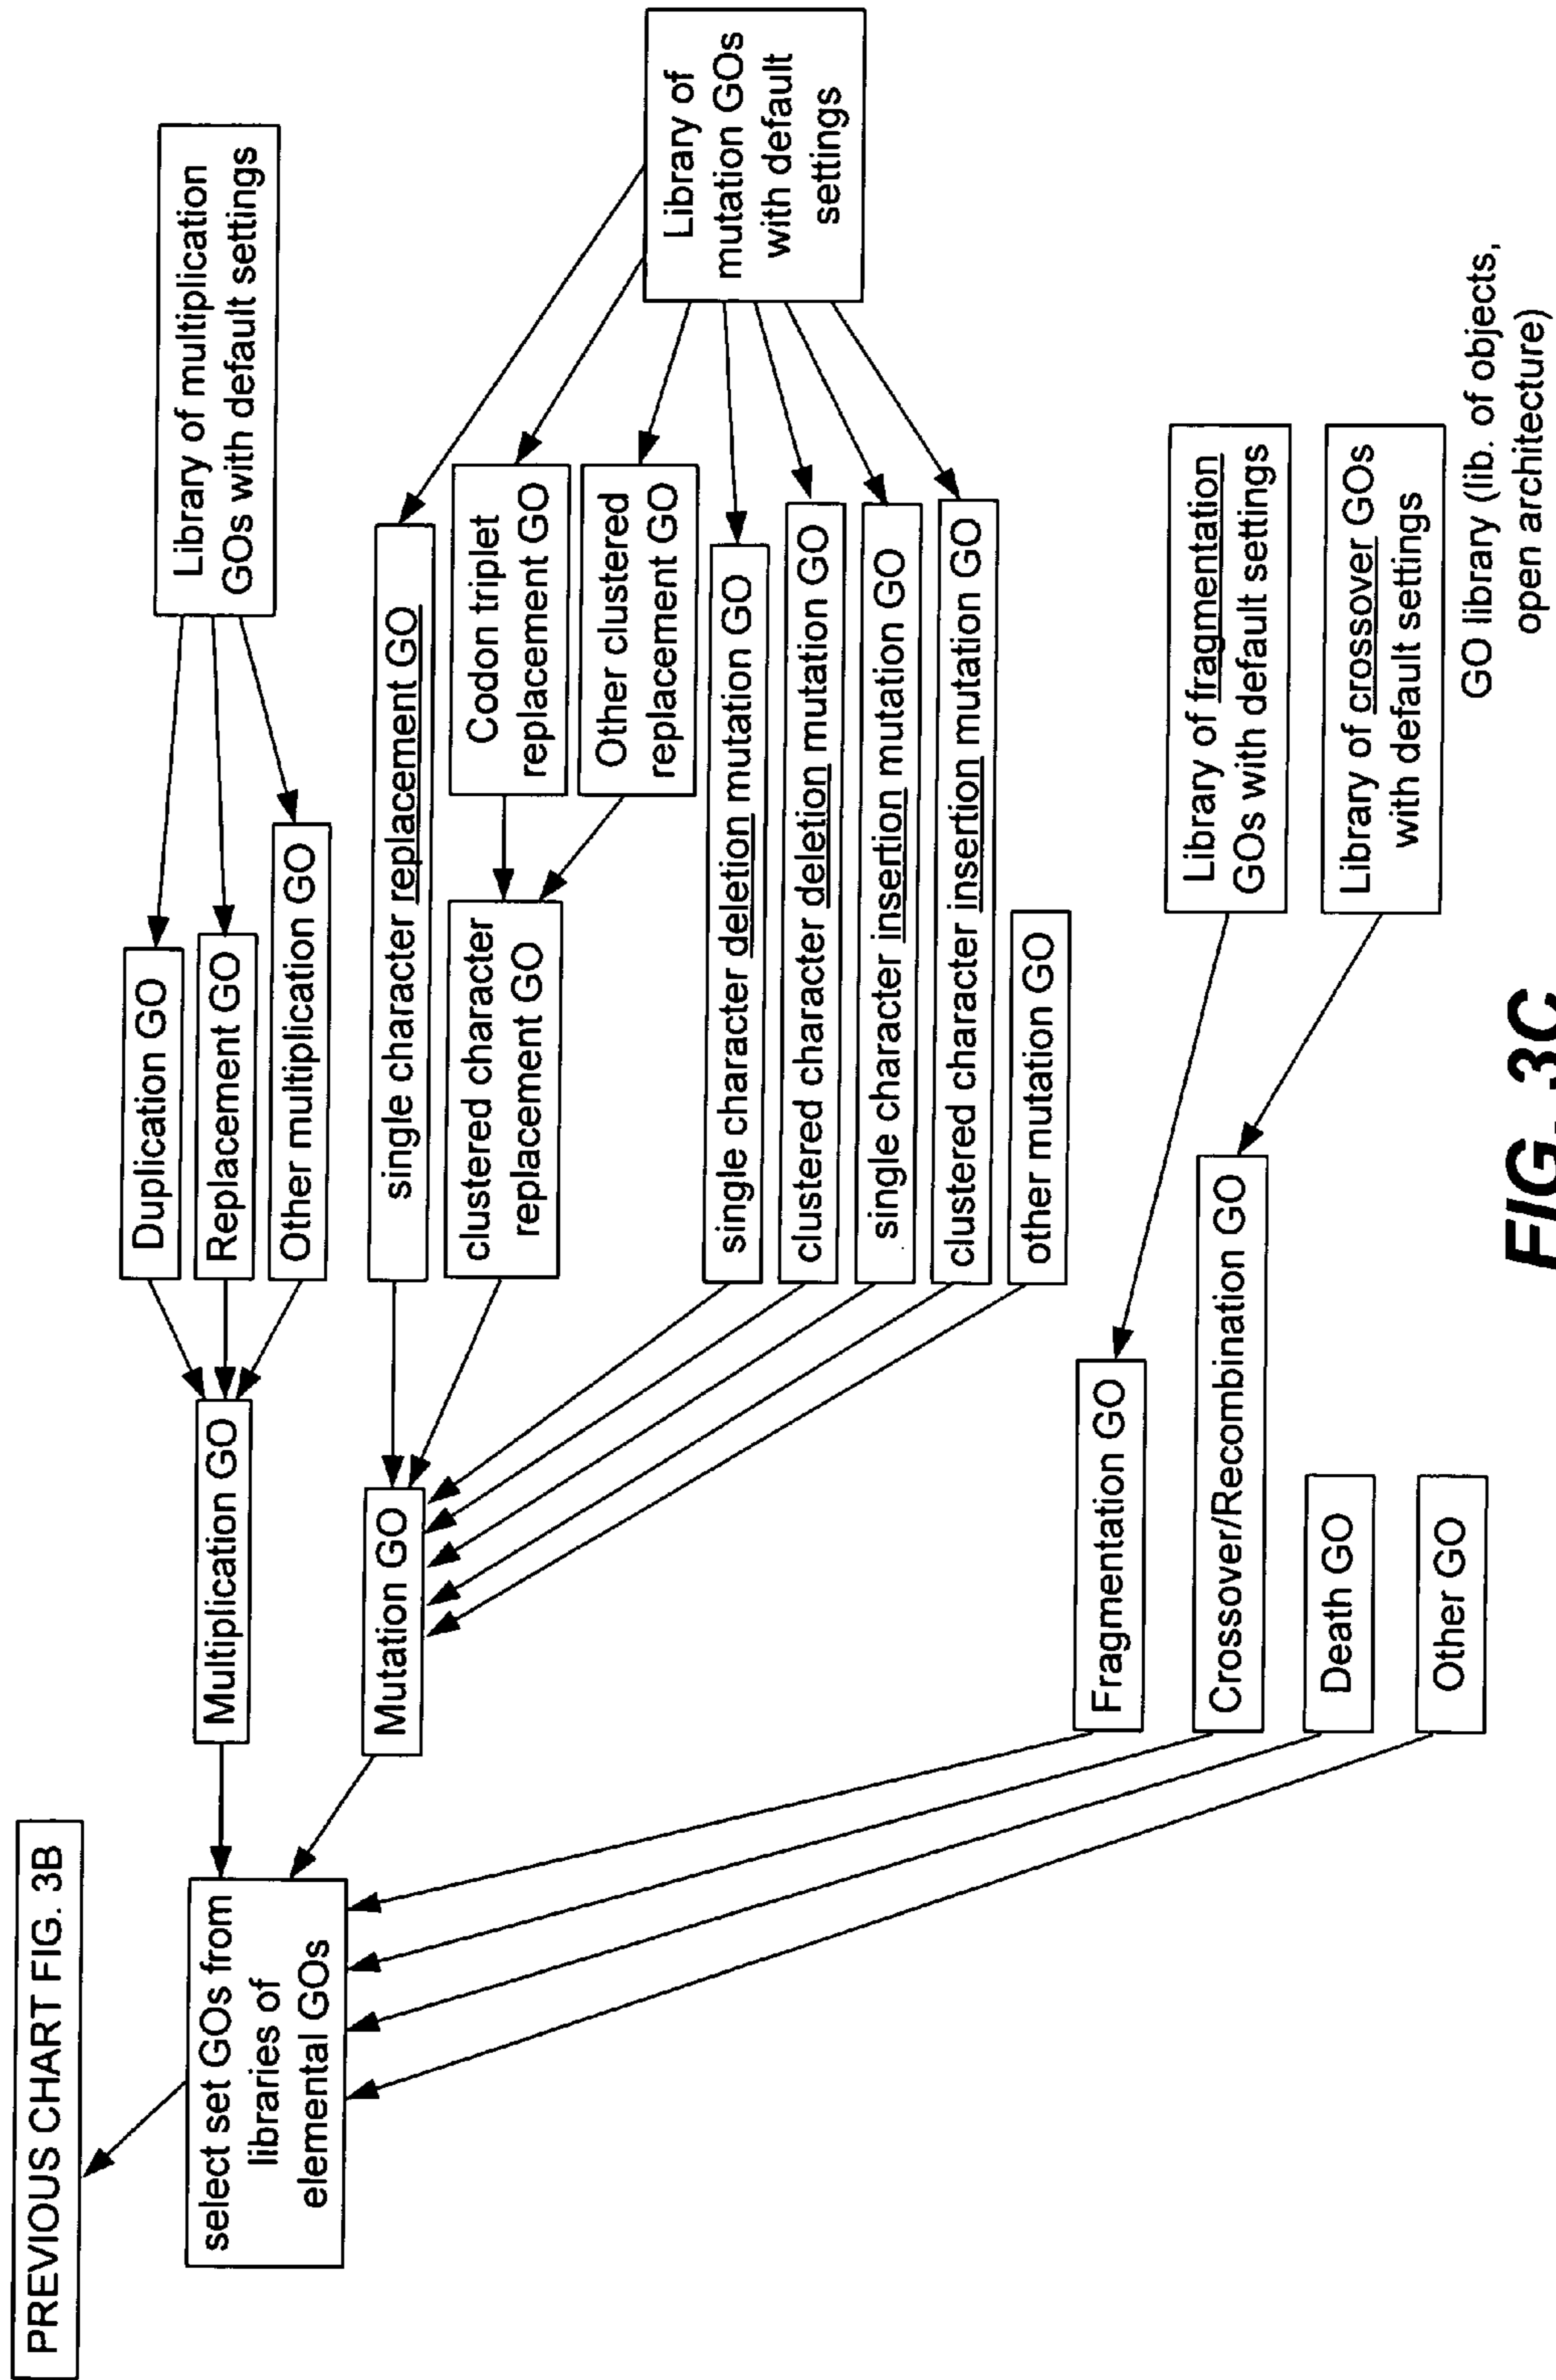 PREVIOUS CHART FIG. 3B
select set GOs from
libraries of
elemental GOs
Multiplication GO
Duplication GO
Replacement GO
Other multiplication GO
Library of multiplication
GOs with default settings
Mutation GO
single character replacement GO
clustered character
replacement GO
Codon triplet
replacement GO
Other clustered
replacement GO
single character deletion mutation GO
clustered character deletion mutation GO
single character insertion mutation GO
clustered character insertion mutation GO
other mutation GO
Library of
mutation GOs
with default
settings
Fragmentation GO
Library of fragmentation
GOs with default settings
Crossover/Recombination GO
Library of crossover GOs
with default settings
Death GO
Other GO
GO library (lib. of objects,
open architecture)
FIG. 3C